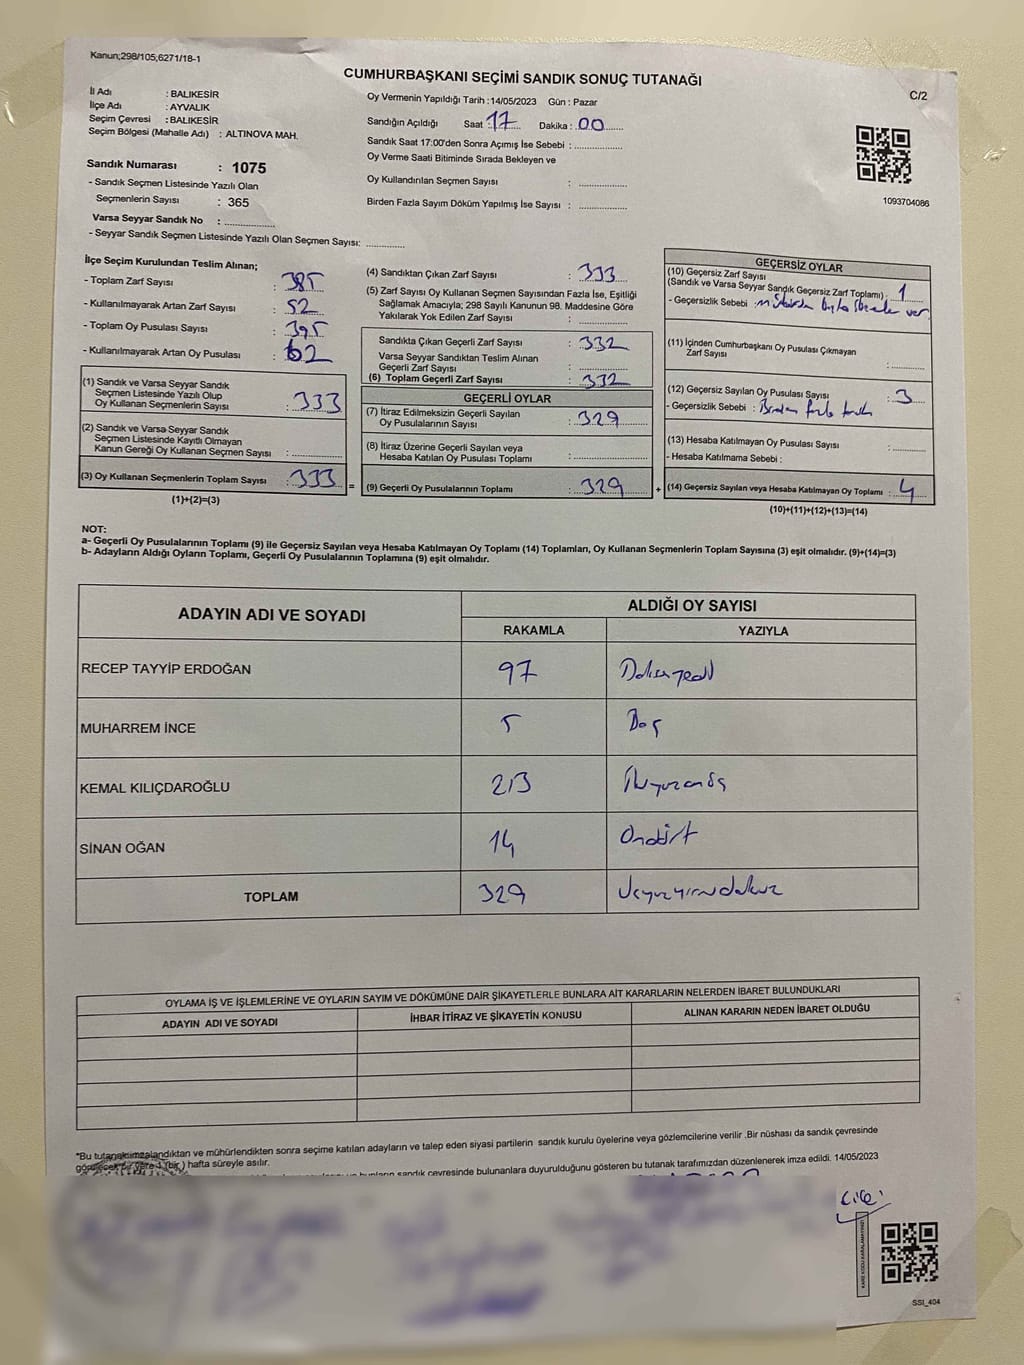 Kanun;298/105;6271/18-1
CUMHURBAŞKANI SEÇİMİ SANDIK SONUÇ TUTANAĞI
C/2
İl Adı : BALIKESİR
İlçe Adı : AYVALIK
Seçim Çevresi : BALIKESİR
Seçim Bölgesi (Mahalle Adı) : ALTINOVA MAH.
Sandık Numarası : 1075
- Sandık Seçmen Listesinde Yazılı Olan
Seçmenlerin Sayısı : 365
Varsa Seyyar Sandık No :
- Seyyar Sandık Seçmen Listesinde Yazılı Olan Seçmen Sayısı:
Oy Vermenin Yapıldığı Tarih :14/05/2023 Gün : Pazar
Sandığın Açıldığı Saat : 17 Dakika : 00
Sandık Saat 17:00'den Sonra Açımış İse Sebebi :
Oy Verme Saati Bitiminde Sırada Bekleyen ve
Oy Kullandırılan Seçmen Sayısı :
Birden Fazla Sayım Döküm Yapılmış İse Sayısı :
1093704086
İlçe Seçim Kurulundan Teslim Alınan;
- Toplam Zarf Sayısı : 385
- Kullanılmayarak Artan Zarf Sayısı : 52
- Toplam Oy Pusulası Sayısı : 395
- Kullanılmayarak Artan Oy Pusulası : 62
(1) Sandık ve Varsa Seyyar Sandık
Seçmen Listesinde Yazılı Olup
Oy Kullanan Seçmenlerin Sayısı : 333
(2) Sandık ve Varsa Seyyar Sandık
Seçmen Listesinde Kayıtlı Olmayan
Kanun Gereği Oy Kullanan Seçmen Sayısı :
(3) Oy Kullanan Seçmenlerin Toplam Sayısı : 333 =
(1)+(2)=(3)
(4) Sandıktan Çıkan Zarf Sayısı : 333
(5) Zarf Sayısı Oy Kullanan Seçmen Sayısından Fazla İse, Eşitliği
Sağlamak Amacıyla; 298 Sayılı Kanunun 98. Maddesine Göre
Yakılarak Yok Edilen Zarf Sayısı :
Sandıkta Çıkan Geçerli Zarf Sayısı : 332
Varsa Seyyar Sandıktan Teslim Alınan
Geçerli Zarf Sayısı :
(6) Toplam Geçerli Zarf Sayısı : 332
GEÇERLİ OYLAR
(7) İtiraz Edilmeksizin Geçerli Sayılan
Oy Pusulalarının Sayısı : 329
(8) İtiraz Üzerine Geçerli Sayılan veya
Hesaba Katılan Oy Pusulası Toplamı :
(9) Geçerli Oy Pusulalarının Toplamı : 329 +
GEÇERSİZ OYLAR
(10) Geçersiz Zarf Sayısı
(Sandık ve Varsa Seyyar Sandık Geçersiz Zarf Toplamı) : 1
- Geçersizlik Sebebi :
(11) İçinden Cumhurbaşkanı Oy Pusulası Çıkmayan
Zarf Sayısı :
(12) Geçersiz Sayılan Oy Pusulası Sayısı : 3
- Geçersizlik Sebebi : Birden fazla
(13) Hesaba Katılmayan Oy Pusulası Sayısı :
- Hesaba Katılmama Sebebi :
(14) Geçersiz Sayılan veya Hesaba Katılmayan Oy Toplamı : 4
(10)+(11)+(12)+(13)=(14)
NOT:
a- Geçerli Oy Pusulalarının Toplamı (9) ile Geçersiz Sayılan veya Hesaba Katılmayan Oy Toplamı (14) Toplamları, Oy Kullanan Seçmenlerin Toplam Sayısına (3) eşit olmalıdır. (9)+(14)=(3)
b- Adayların Aldığı Oyların Toplamı, Geçerli Oy Pusulalarının Toplamına (9) eşit olmalıdır.
ADAYIN ADI VE SOYADI
ALDIĞI OY SAYISI
RAKAMLA YAZIYLA
RECEP TAYYİP ERDOĞAN 97 Doksanyedi
MUHARREM İNCE 5 Beş
KEMAL KILIÇDAROĞLU 213 İkiyüzonüç
SİNAN OĞAN 14 Ondört
TOPLAM 329 Üçyüzyirmidokuz
OYLAMA İŞ VE İŞLEMLERİNE VE OYLARIN SAYIM VE DÖKÜMÜNE DAİR ŞİKAYETLERLE BUNLARA AİT KARARLARIN NELERDEN İBARET BULUNDUKLARI
ADAYIN ADI VE SOYADI İHBAR İTİRAZ VE ŞİKAYETİN KONUSU ALINAN KARARIN NEDEN İBARET OLDUĞU
*Bu tutanak imzalandıktan ve mühürlendikten sonra seçime katılan adayların ve talep eden siyasi partilerin sandık kurulu üyelerine veya gözlemcilerine verilir .Bir nüshası da sandık çevresinde
görülecek bir yere 1 (bir) hafta süreyle asılır.
bunların sandık çevresinde bulunanlara duyurulduğunu gösteren bu tutanak tarafımızdan düzenlenerek imza edildi. 14/05/2023
KARE KODU KARALAMAYINIZ!
SSI_404